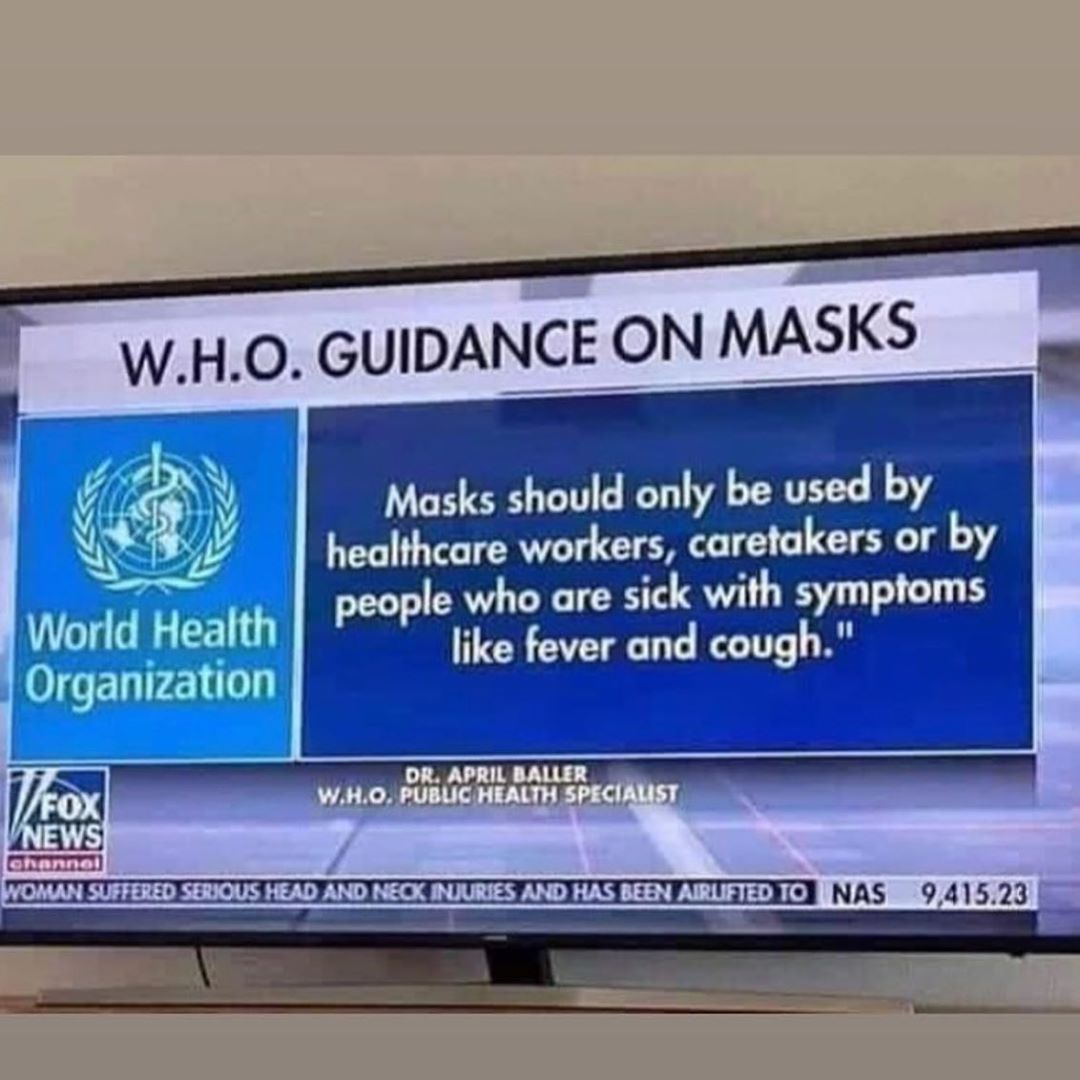 W.H.O. GUIDANCE ON MASKS
World Health
Organization
Masks should only be used by
healthcare workers, caretakers or by
people who are sick with symptoms
like fever and cough."
DR. APRIL BALLER
W.H.O. PUBLIC HEALTH SPECIALIST
FOX
NEWS
channel
WOMAN SUFFERED SERIOUS HEAD AND NECK INJURIES AND HAS BEEN AIRLIFTED TO NAS 9,415.23